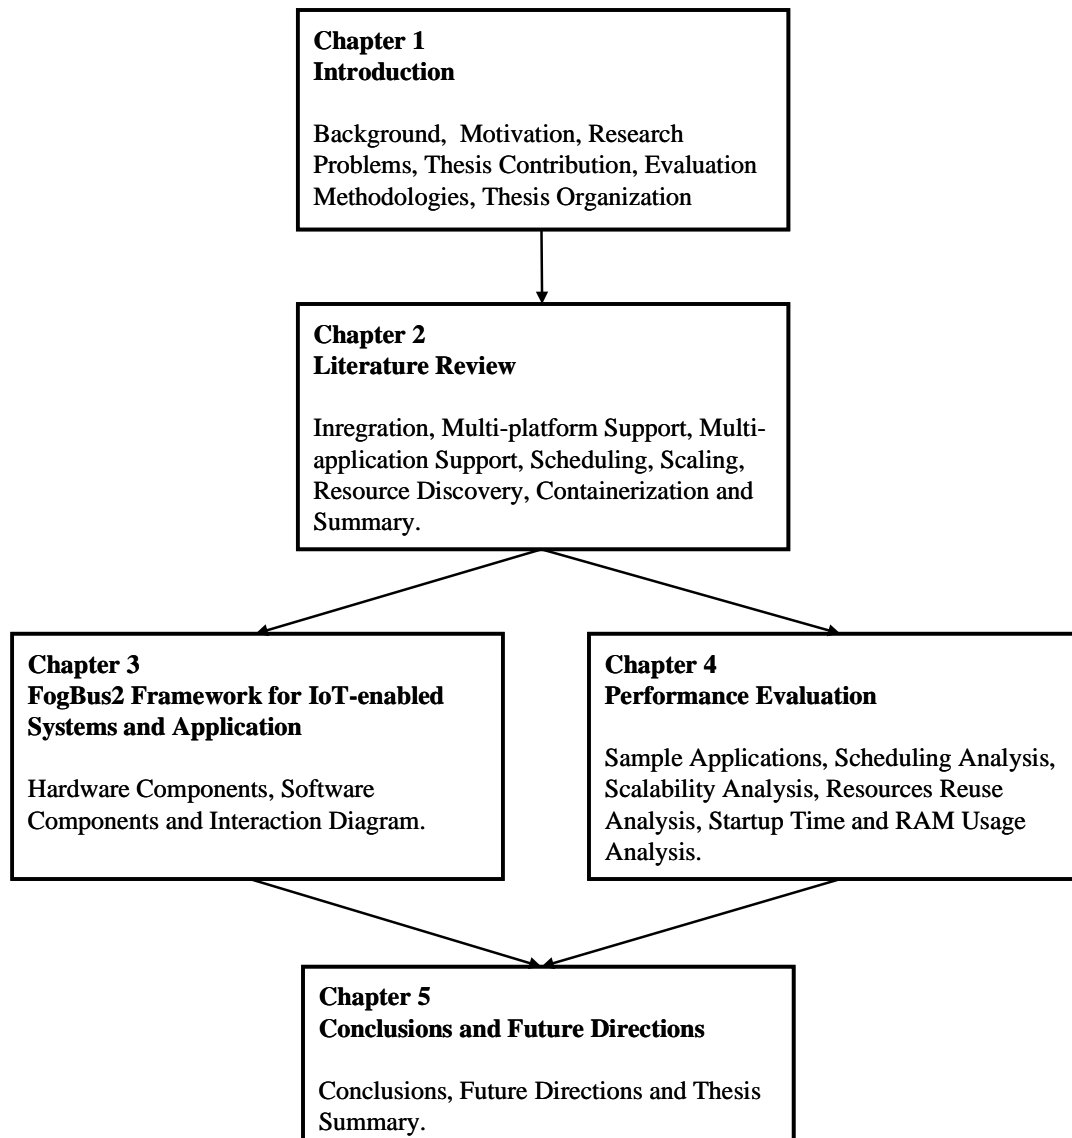 Chapter 1
Introduction
Background, Motivation, Research
Problems, Thesis Contribution, Evaluation
Methodologies, Thesis Organization
Chapter 2
Literature Review
Inregration, Multi-platform Support, Multi-
application Support, Scheduling, Scaling,
Resource Discovery, Containerization and
Summary.
Chapter 3
FogBus2 Framework for IoT-enabled
Systems and Application
Hardware Components, Software
Components and Interaction Diagram.
Chapter 4
Performance Evaluation
Sample Applications, Scheduling Analysis,
Scalability Analysis, Resources Reuse
Analysis, Startup Time and RAM Usage
Analysis.
Chapter 5
Conclusions and Future Directions
Conclusions, Future Directions and Thesis
Summary.